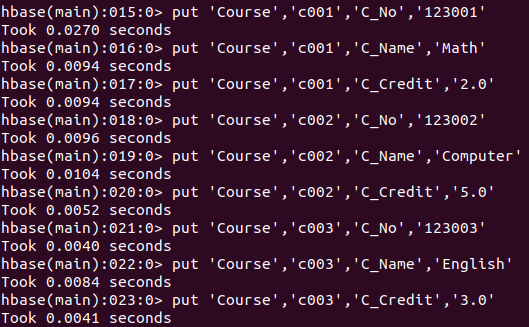 hbase(main):015:0> put 'Course','c001','C_No','123001'
Took 0.0270 seconds
hbase(main):016:0> put 'Course','c001','C_Name','Math'
Took 0.0094 seconds
hbase(main):017:0> put 'Course','c001','C_Credit','2.0'
Took 0.0094 seconds
hbase(main):018:0> put 'Course','c002','C_No','123002'
Took 0.0096 seconds
hbase(main):019:0> put 'Course','c002','C_Name','Computer'
Took 0.0104 seconds
hbase(main):020:0> put 'Course','c002','C_Credit','5.0'
Took 0.0052 seconds
hbase(main):021:0> put 'Course','c003','C_No','123003'
Took 0.0040 seconds
hbase(main):022:0> put 'Course','c003','C_Name','English'
Took 0.0084 seconds
hbase(main):023:0> put 'Course','c003','C_Credit','3.0'
Took 0.0041 seconds